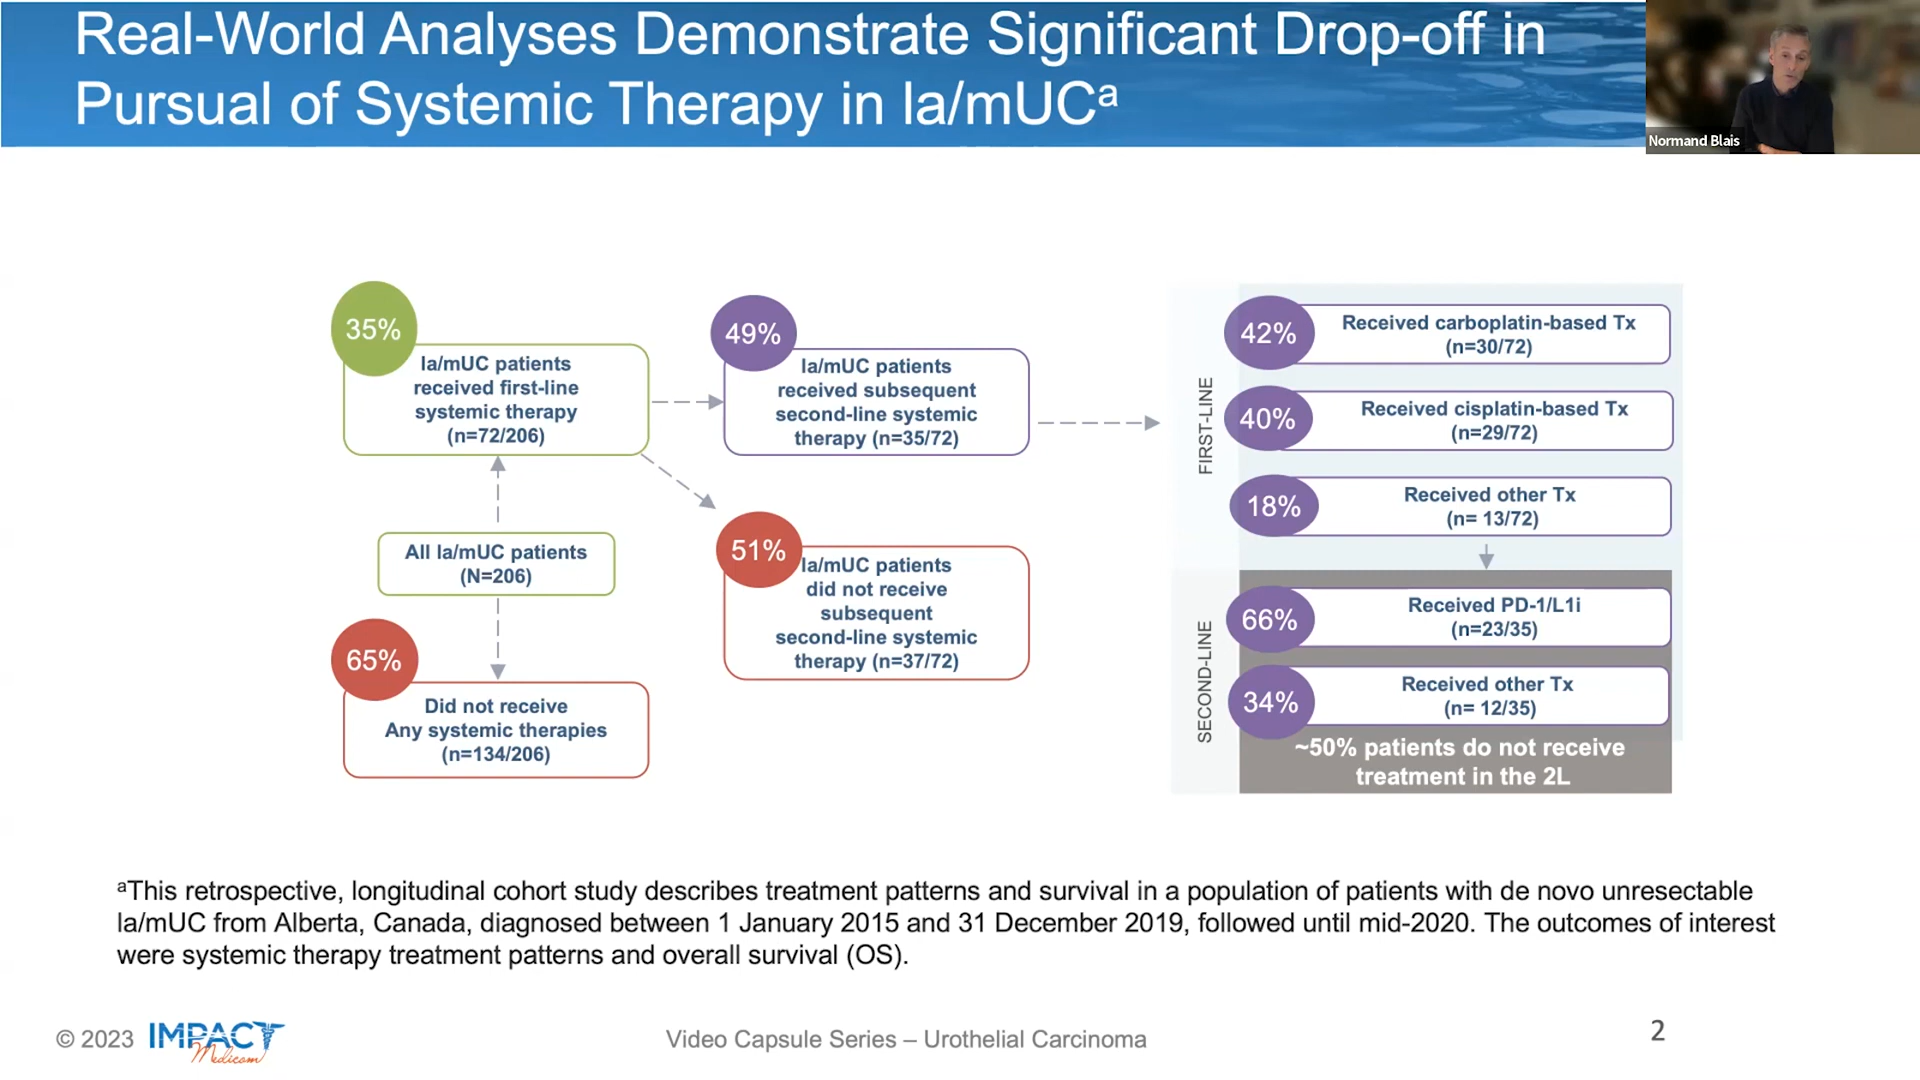 Real-World Analyses Demonstrate Significant Drop-off in
Pursual of Systemic Therapy in la/mUCᵃ
Normand Blais
35%
la/mUC patients
received first-line
systemic therapy
(n=72/206)
All la/mUC patients
(N=206)
65%
Did not receive
Any systemic therapies
(n=134/206)
49%
la/mUC patients
received subsequent
second-line systemic
therapy (n=35/72)
51%
la/mUC patients
did not receive
subsequent
second-line systemic
therapy (n=37/72)
FIRST-LINE
42%
Received carboplatin-based Tx
(n=30/72)
40%
Received cisplatin-based Tx
(n=29/72)
18%
Received other Tx
(n= 13/72)
SECOND-LINE
66%
Received PD-1/L1i
(n=23/35)
34%
Received other Tx
(n= 12/35)
~50% patients do not receive
treatment in the 2L
ᵃThis retrospective, longitudinal cohort study describes treatment patterns and survival in a population of patients with de novo unresectable
la/mUC from Alberta, Canada, diagnosed between 1 January 2015 and 31 December 2019, followed until mid-2020. The outcomes of interest
were systemic therapy treatment patterns and overall survival (OS).
© 2023
IMPACT
Medicom
Video Capsule Series – Urothelial Carcinoma
2